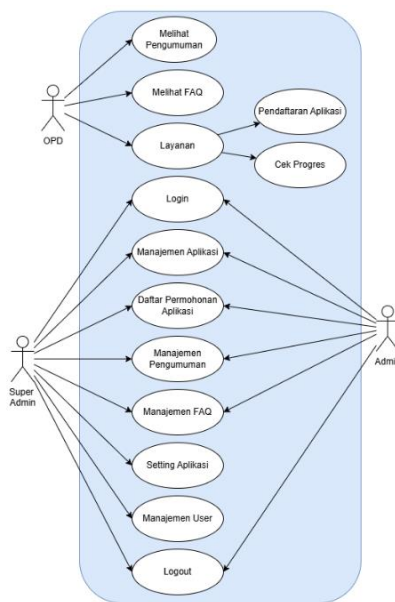 Melihat
Pengumuman
Melihat FAQ
OPD
Layanan
Pendaftaran Aplikasi
Cek Progres
Login
Manajemen Aplikasi
Daftar Permohonan
Aplikasi
Super
Admin
Admin
Manajemen
Pengumuman
Manajemen FAQ
Setting Aplikasi
Manajemen User
Logout